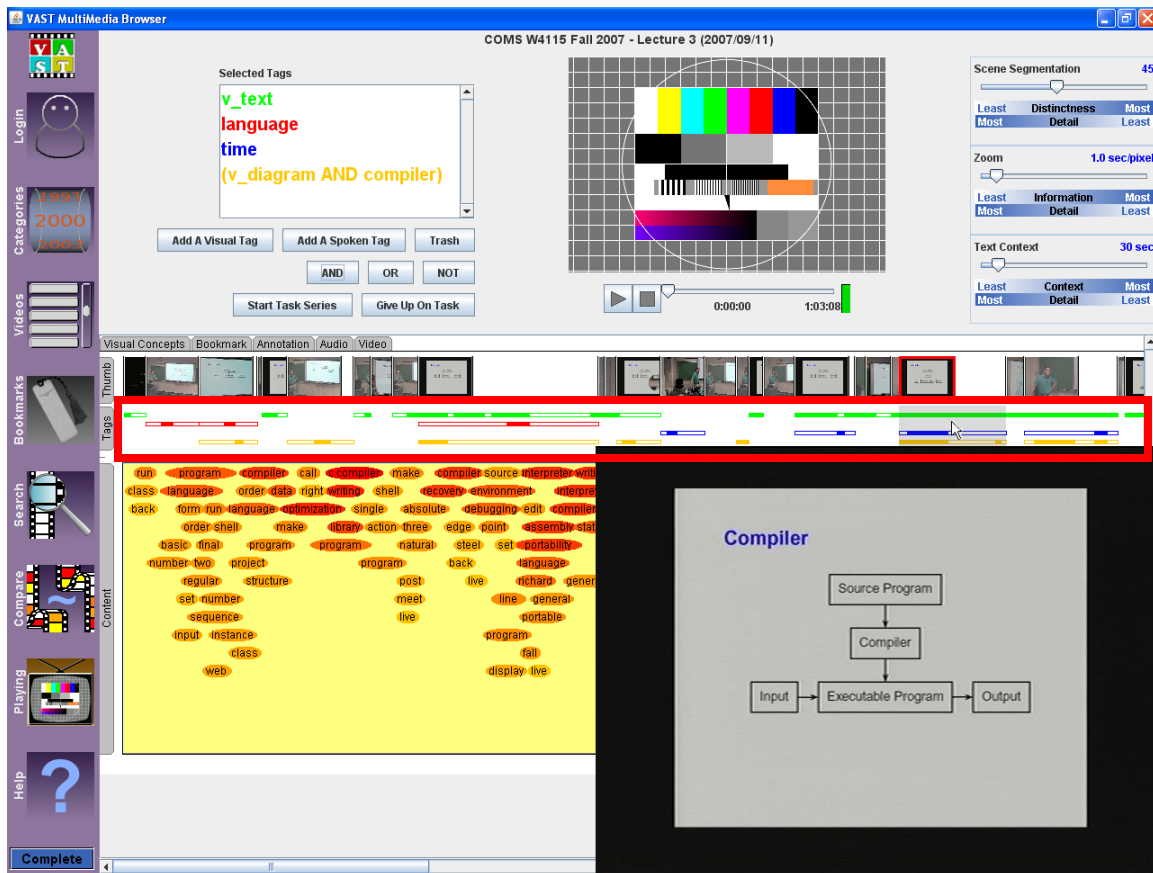 VAST MultiMedia Browser
COMS W4115 Fall 2007 - Lecture 3 (2007/09/11)
V A
S T
Login
Categories
1997
2000
2003
Videos
Bookmarks
Search
Compare
Playing
Help
Complete
Selected Tags
v_text
language
time
(v_diagram AND compiler)
Add A Visual Tag Add A Spoken Tag Trash
AND OR NOT
Start Task Series Give Up On Task
0:00:00 1:03:08
Scene Segmentation 45
Least Distinctness Most
Most Detail Least
Zoom 1.0 sec/pixel
Least Information Most
Most Detail Least
Text Context 30 sec
Least Context Most
Most Detail Least
Visual Concepts Bookmark Annotation Audio Video
Thumb
Tags
Content
run program compiler call c compiler make compiler source interpreter writ
class language order data right writing shell recovery environment interpre
back form run language optimization single absolute debugging edit compiler
order shell make library action three edge point assembly stat
basic final program program natural steel set portability
number two project program back language
regular structure post live richard gener
set number meet line general
sequence live portable
input instance program
class fall
web display live
Compiler
Source Program
Compiler
Input Executable Program Output